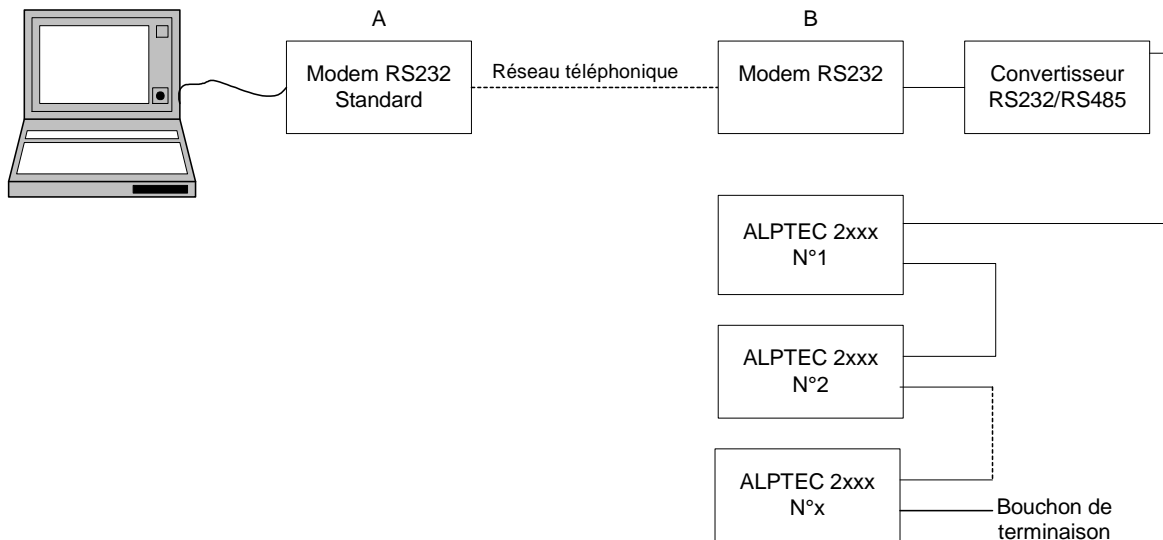 A
B
Modem RS232
Standard
Réseau téléphonique
Modem RS232
Convertisseur
RS232/RS485
ALPTEC 2xxx
N°1
ALPTEC 2xxx
N°2
ALPTEC 2xxx
N°x
Bouchon de
terminaison